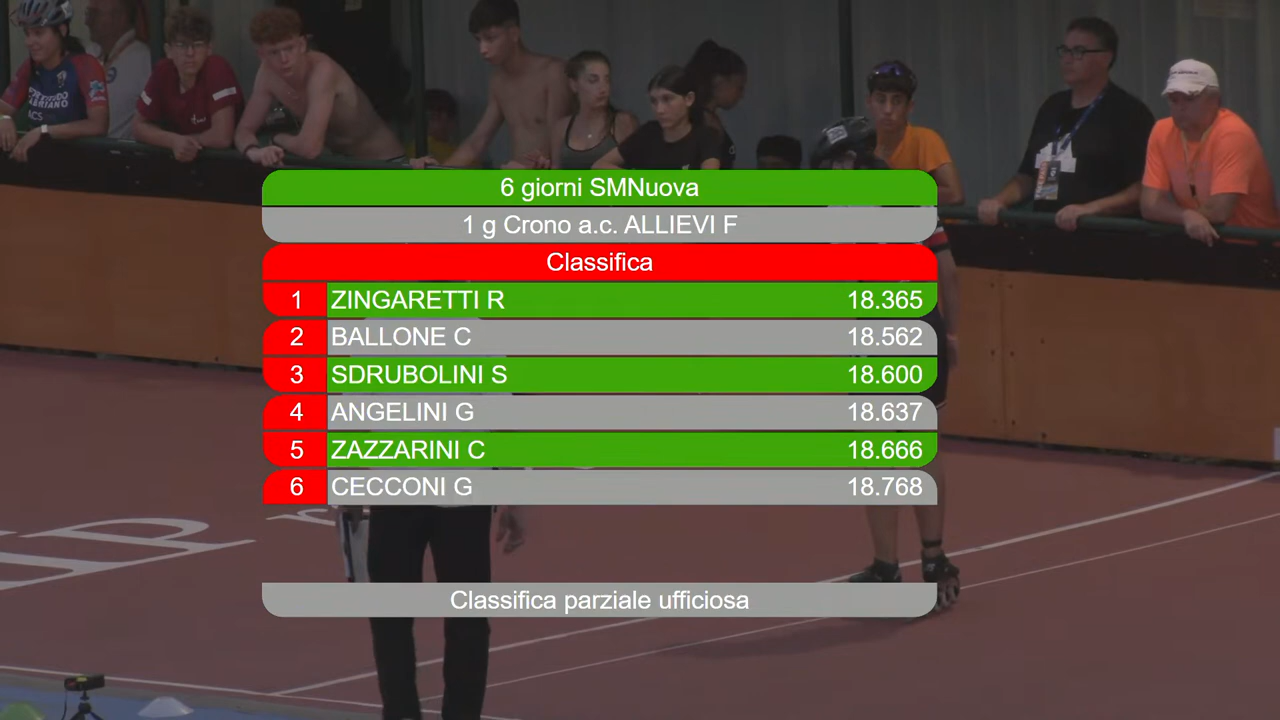 6 giorni SMNuova
1 g Crono a.c. ALLIEVI F
Classifica
1 ZINGARETTI R 18.365
2 BALLONE C 18.562
3 SDRUBOLINI S 18.600
4 ANGELINI G 18.637
5 ZAZZARINI C 18.666
6 CECCONI G 18.768
Classifica parziale ufficiosa